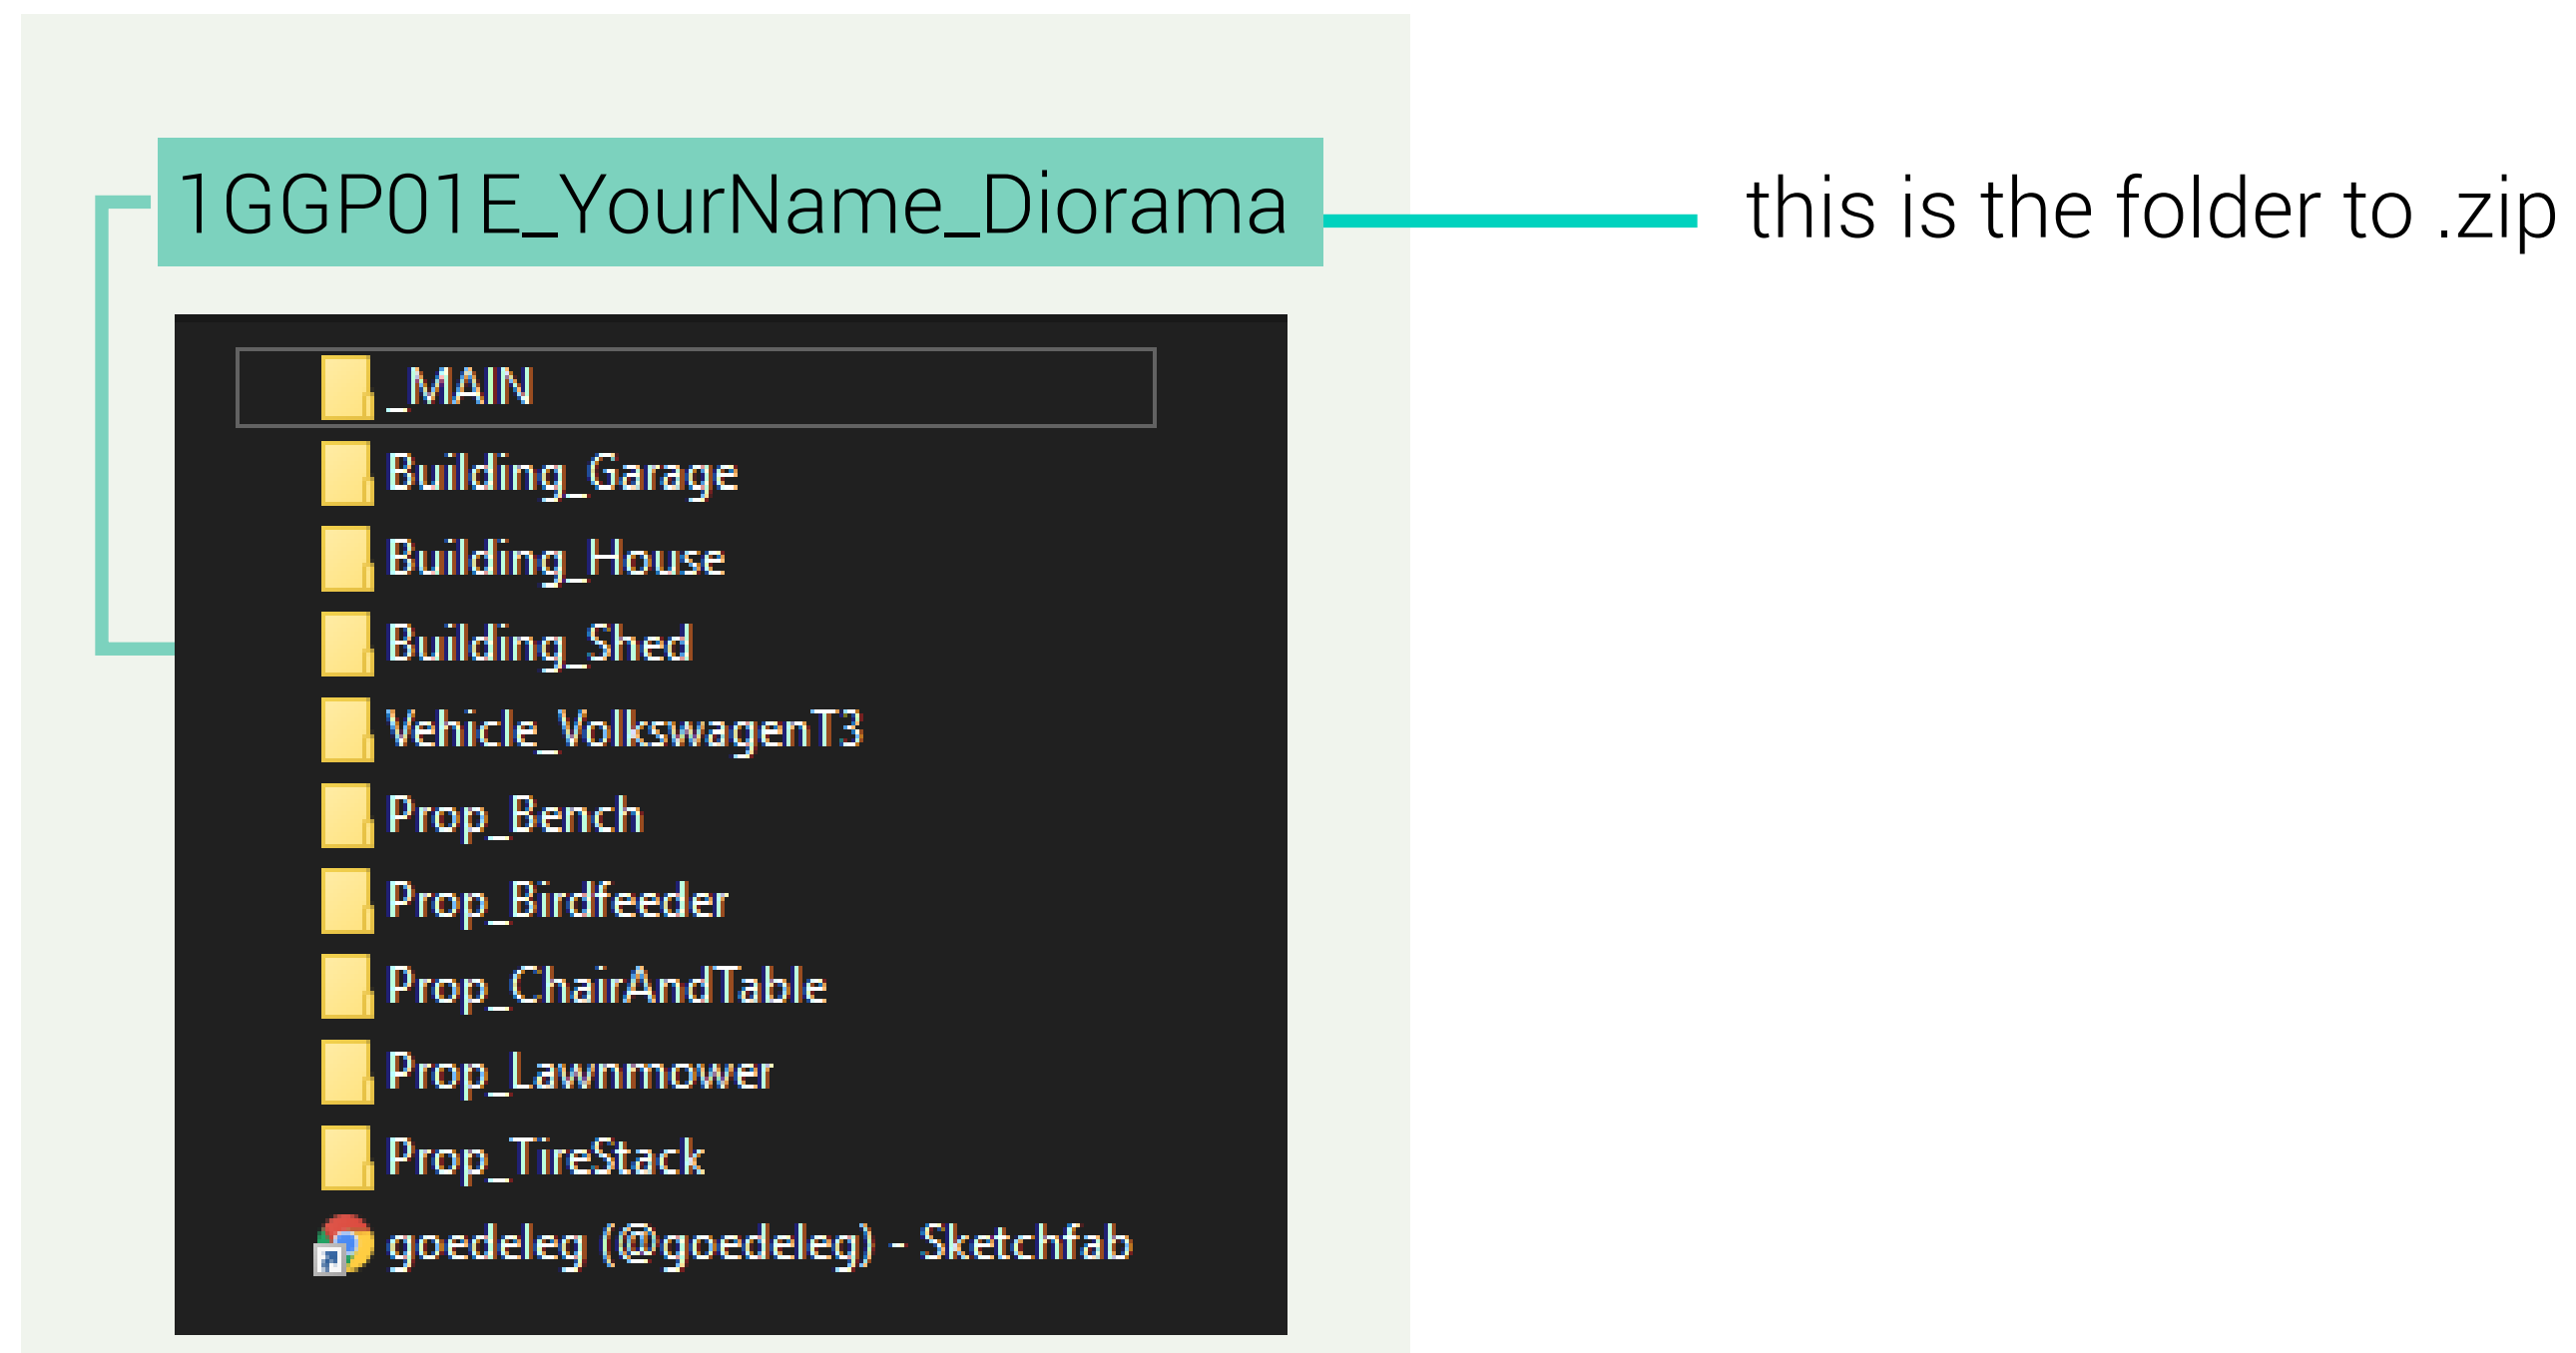 1GGP01E_YourName_Diorama
this is the folder to .zip
_MAIN
Building_Garage
Building_House
Building_Shed
Vehicle_VolkswagenT3
Prop_Bench
Prop_Birdfeeder
Prop_ChairAndTable
Prop_Lawnmower
Prop_TireStack
goedeleg (@goedeleg) - Sketchfab